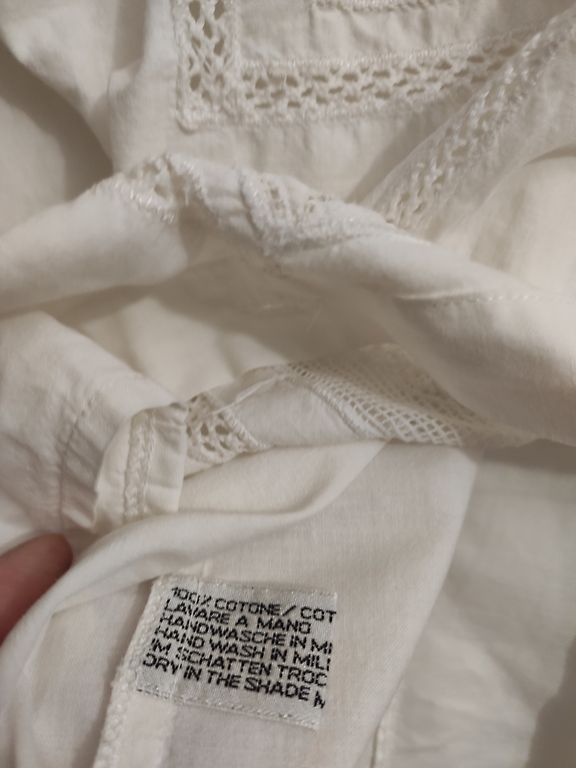 100% COTONE/ COT
LAVARE A MANO
HANDWASCHE IN MI
HAND WASH IN MIL
IM SCHATTEN TROC
DRY IN THE SHADE